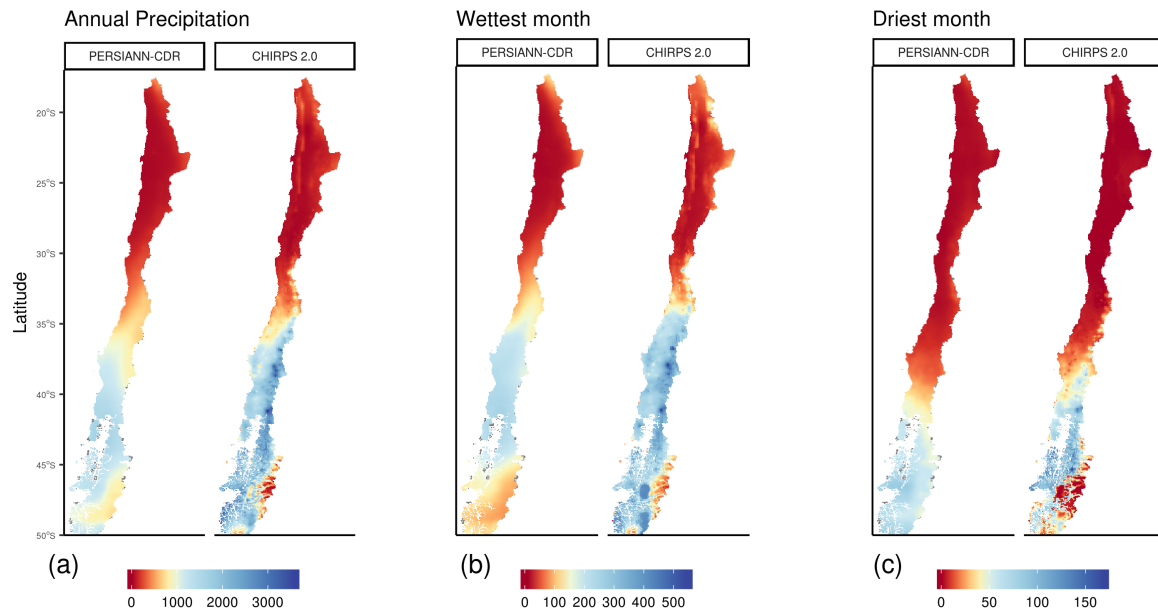 Annual Precipitation
Wettest month
Driest month
PERSIANN-CDR
CHIRPS 2.0
PERSIANN-CDR
CHIRPS 2.0
PERSIANN-CDR
CHIRPS 2.0
20°S
25°S
30°S
35°S
40°S
45°S
50°S
Latitude
(a)
(b)
(c)
0 1000 2000 3000
0 100 200 300 400 500
0 50 100 150